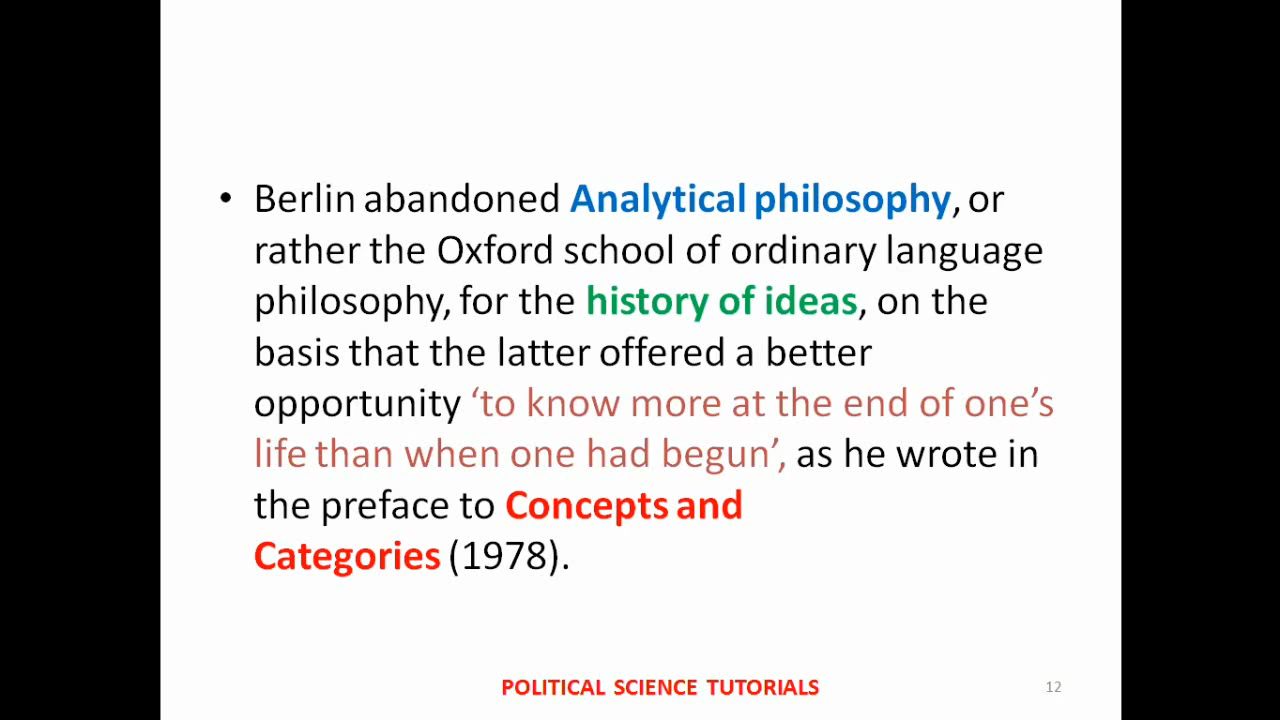 • Berlin abandoned Analytical philosophy, or
rather the Oxford school of ordinary language
philosophy, for the history of ideas, on the
basis that the latter offered a better
opportunity ‘to know more at the end of one’s
life than when one had begun’, as he wrote in
the preface to Concepts and
Categories (1978).
POLITICAL SCIENCE TUTORIALS
12